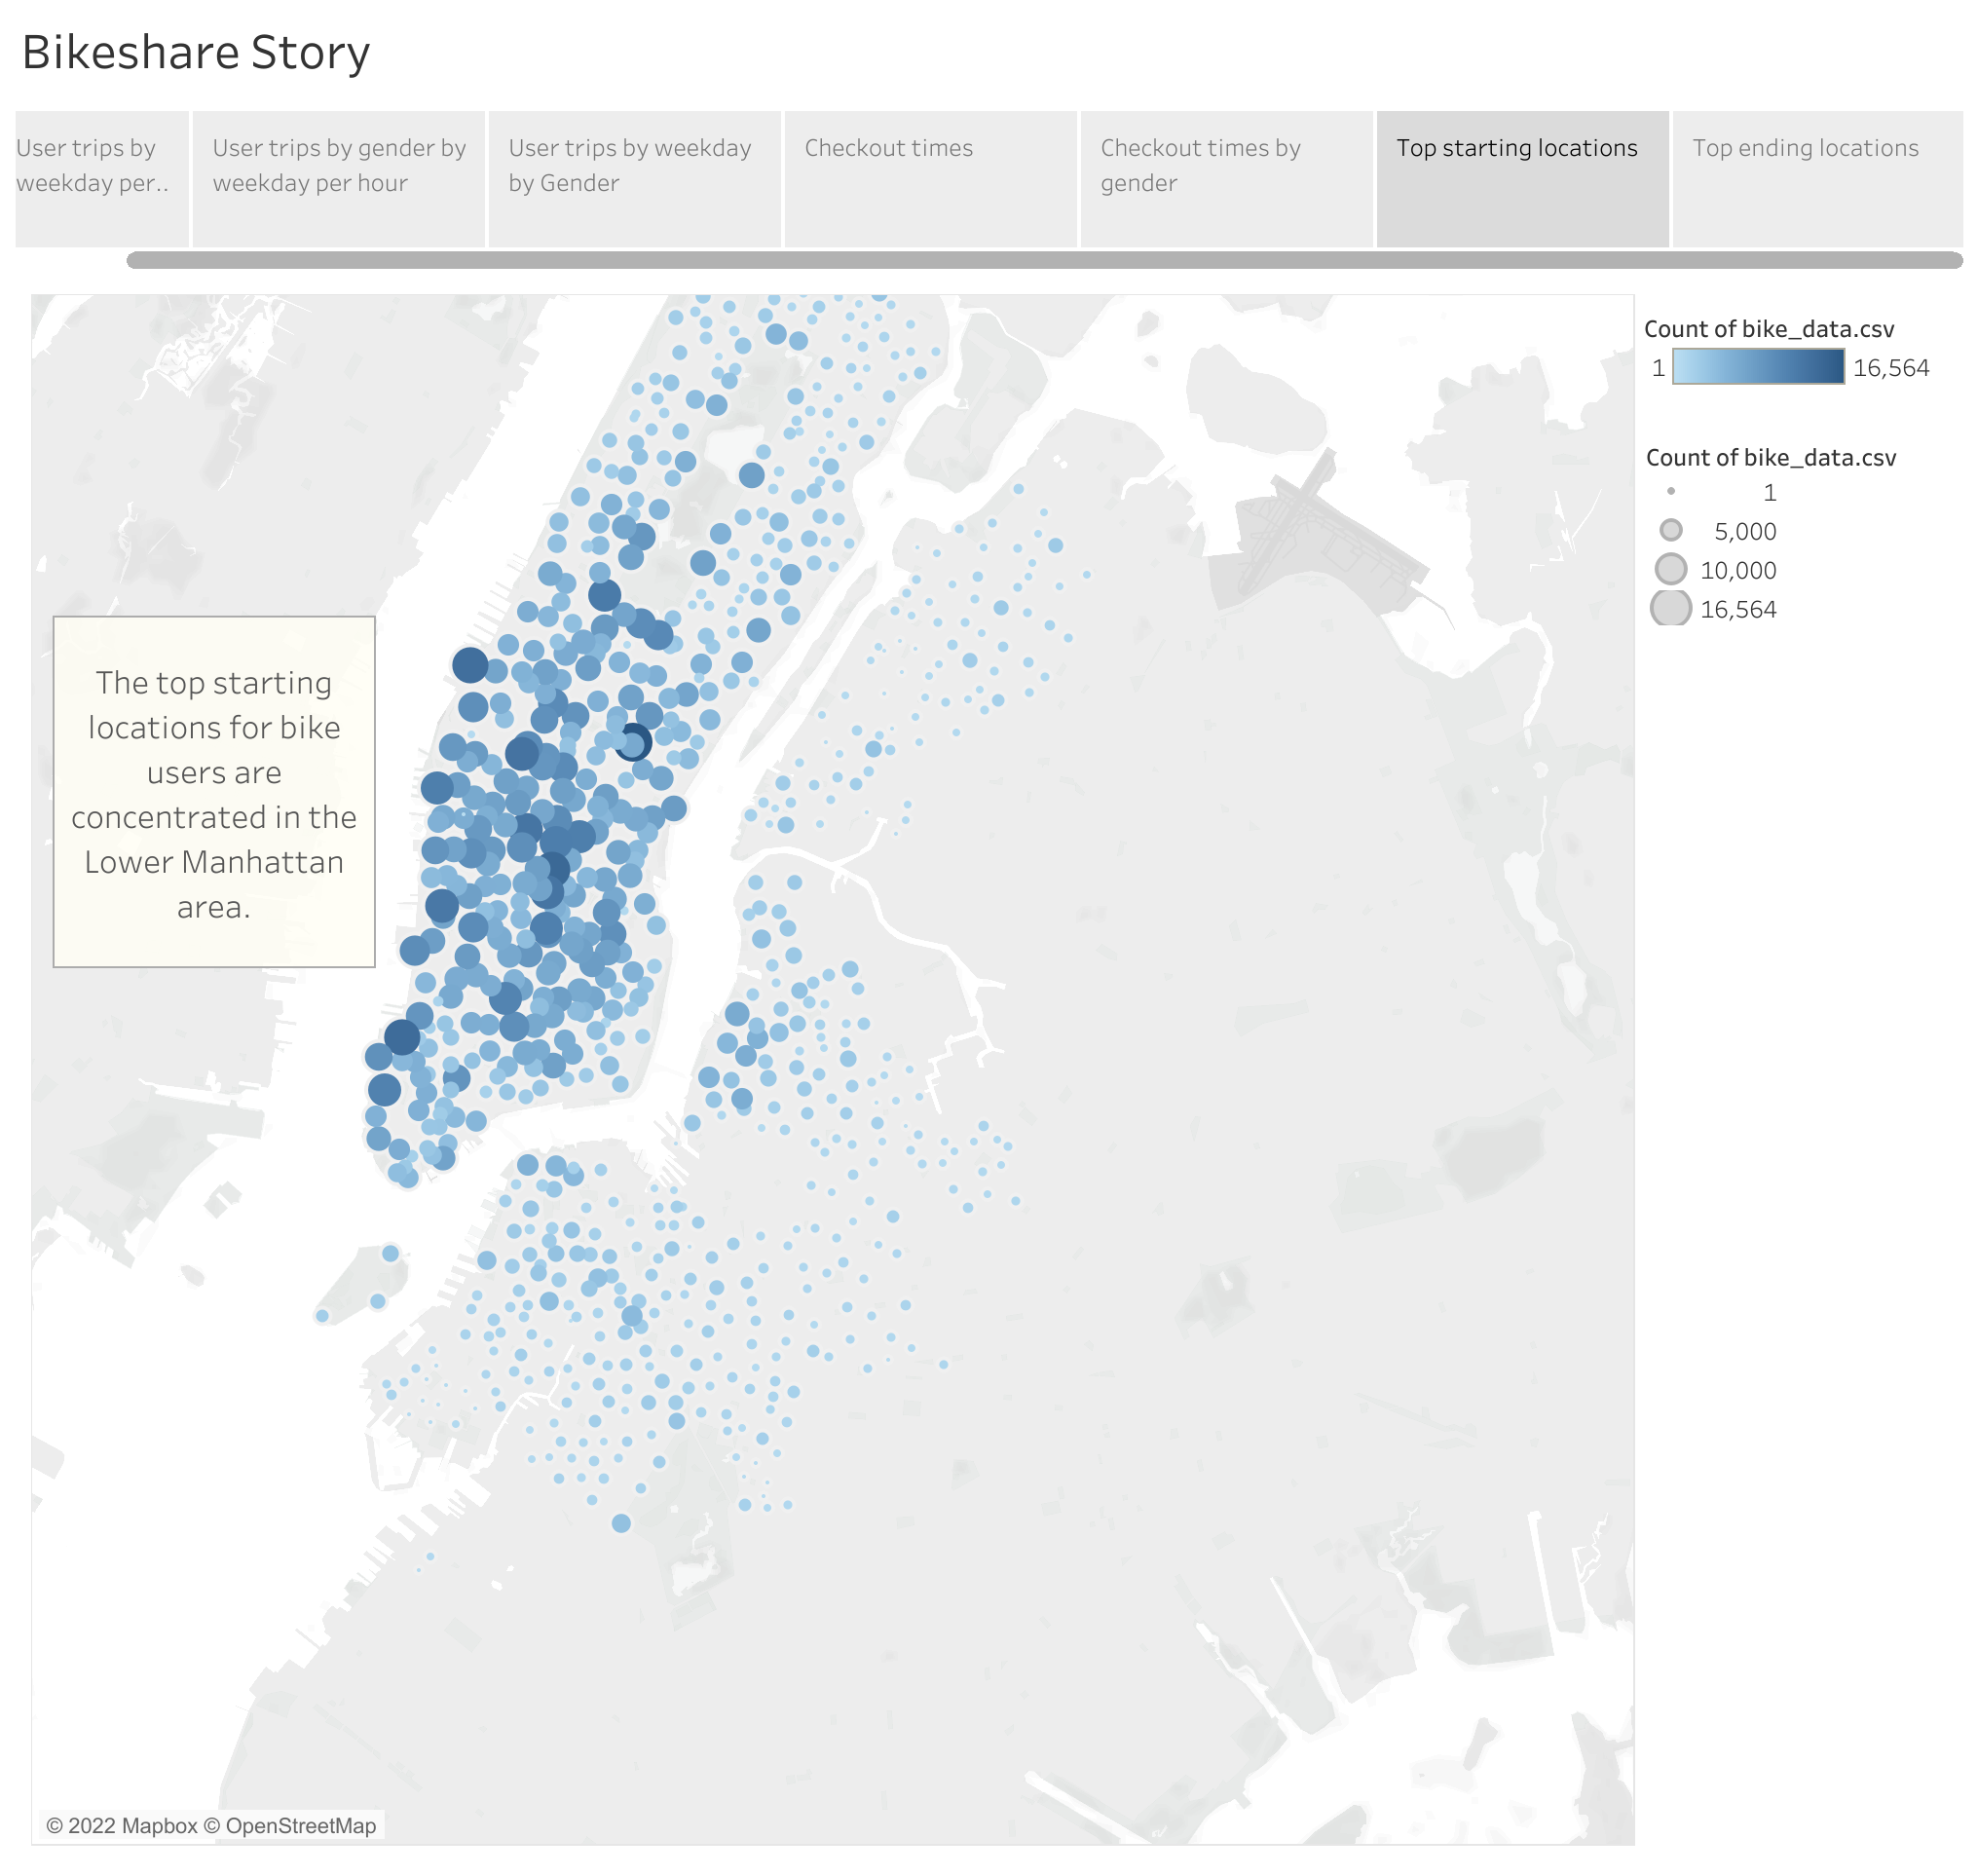 Bikeshare Story
User trips by
weekday per..
User trips by gender by
weekday per hour
User trips by weekday
by Gender
Checkout times
Checkout times by
gender
Top starting locations
Top ending locations
Count of bike_data.csv
1 16,564
Count of bike_data.csv
1
5,000
10,000
16,564
The top starting
locations for bike
users are
concentrated in the
Lower Manhattan
area.
© 2022 Mapbox © OpenStreetMap